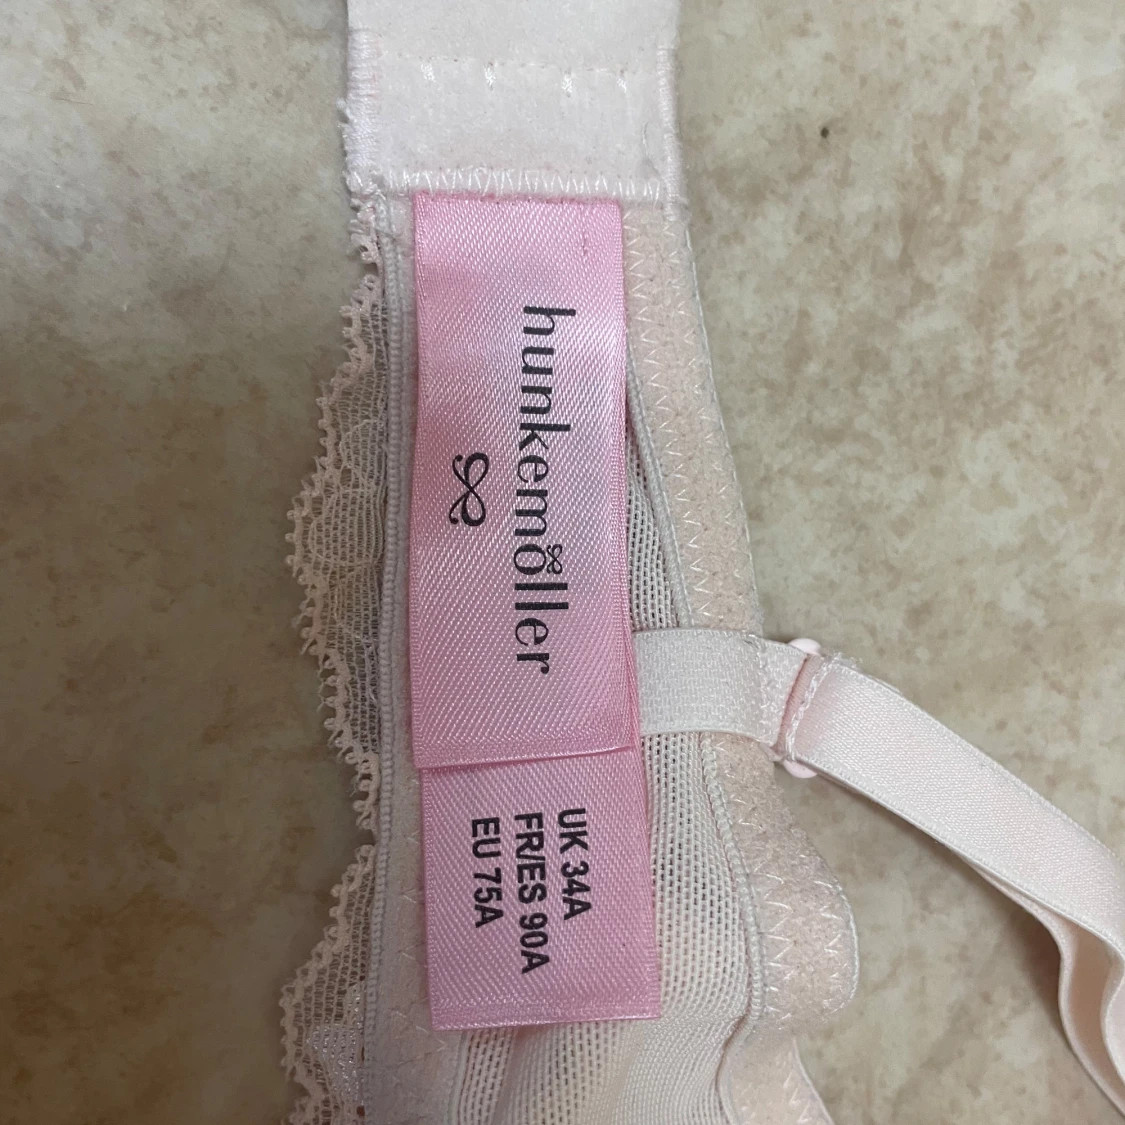 hunkemöller
UK 34A
FR/ES 90A
EU 75A